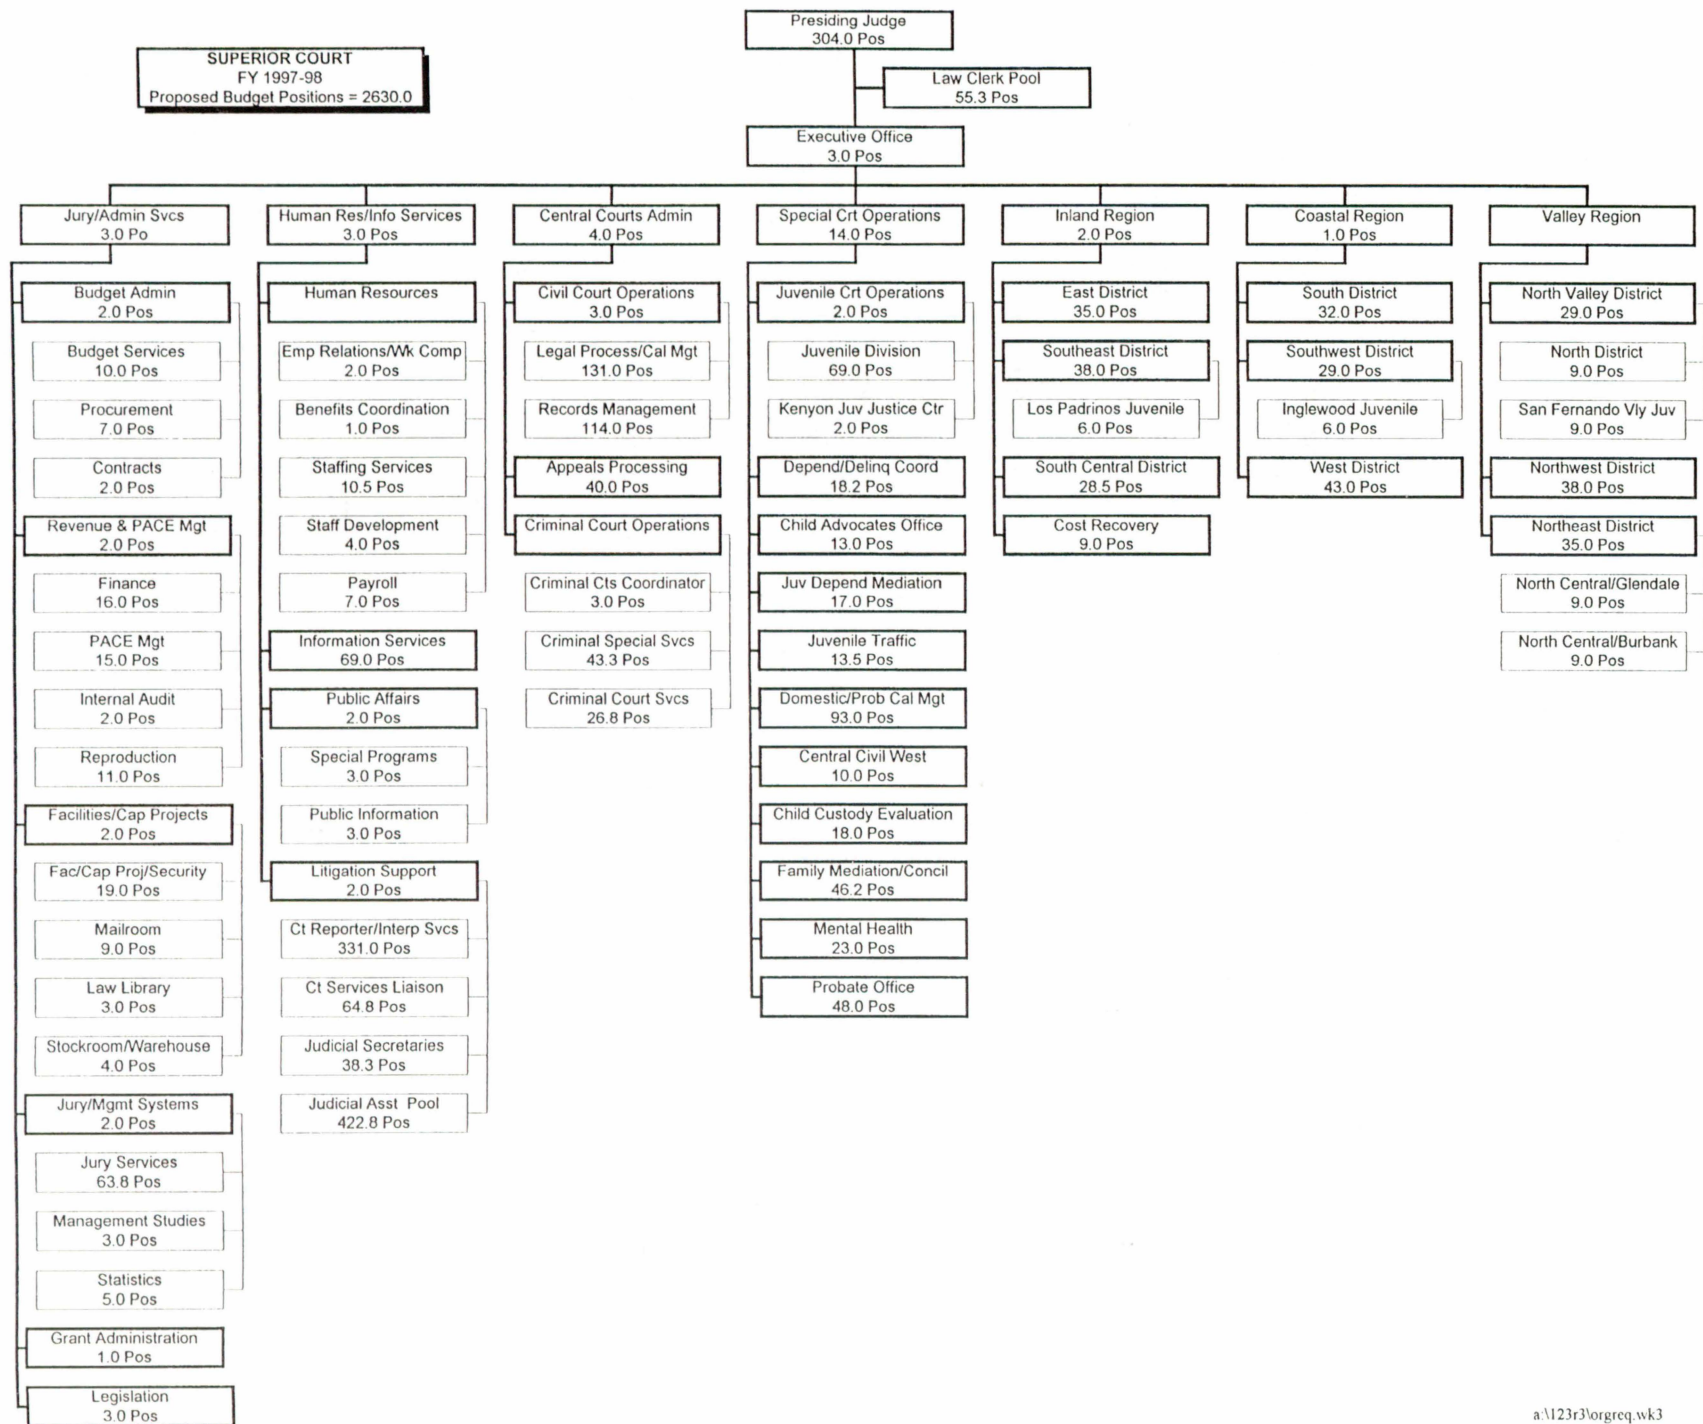 Presiding Judge
304.0 Pos
SUPERIOR COURT
FY 1997-98
Proposed Budget Positions = 2630.0
Law Clerk Pool
55.3 Pos
Executive Office
3.0 Pos
Jury/Admin Svcs
3.0 Po
Budget Admin
2.0 Pos
Budget Services
10.0 Pos
Procurement
7.0 Pos
Contracts
2.0 Pos
Revenue & PACE Mgt
2.0 Pos
Finance
16.0 Pos
PACE Mgt
15.0 Pos
Internal Audit
2.0 Pos
Reproduction
11.0 Pos
Facilities/Cap Projects
2.0 Pos
Fac/Cap Proj/Security
19.0 Pos
Mailroom
9.0 Pos
Law Library
3.0 Pos
Stockroom/Warehouse
4.0 Pos
Jury/Mgmt Systems
2.0 Pos
Jury Services
63.8 Pos
Management Studies
3.0 Pos
Statistics
5.0 Pos
Grant Administration
1.0 Pos
Legislation
3.0 Pos
Human Res/Info Services
3.0 Pos
Human Resources
Emp Relations/Wk Comp
2.0 Pos
Benefits Coordination
1.0 Pos
Staffing Services
10.5 Pos
Staff Development
4.0 Pos
Payroll
7.0 Pos
Information Services
69.0 Pos
Public Affairs
2.0 Pos
Special Programs
3.0 Pos
Public Information
3.0 Pos
Litigation Support
2.0 Pos
Ct Reporter/Interp Svcs
331.0 Pos
Ct Services Liaison
64.8 Pos
Judicial Secretaries
38.3 Pos
Judicial Asst Pool
422.8 Pos
Central Courts Admin
4.0 Pos
Civil Court Operations
3.0 Pos
Legal Process/Cal Mgt
131.0 Pos
Records Management
114.0 Pos
Appeals Processing
40.0 Pos
Criminal Court Operations
Criminal Cts Coordinator
3.0 Pos
Criminal Special Svcs
43.3 Pos
Criminal Court Svcs
26.8 Pos
Special Crt Operations
14.0 Pos
Juvenile Crt Operations
2.0 Pos
Juvenile Division
69.0 Pos
Kenyon Juv Justice Ctr
2.0 Pos
Depend/Delinq Coord
18.2 Pos
Child Advocates Office
13.0 Pos
Juv Depend Mediation
17.0 Pos
Juvenile Traffic
13.5 Pos
Domestic/Prob Cal Mgt
93.0 Pos
Central Civil West
10.0 Pos
Child Custody Evaluation
18.0 Pos
Family Mediation/Concil
46.2 Pos
Mental Health
23.0 Pos
Probate Office
48.0 Pos
Inland Region
2.0 Pos
East District
35.0 Pos
Southeast District
38.0 Pos
Los Padrinos Juvenile
6.0 Pos
South Central District
28.5 Pos
Cost Recovery
9.0 Pos
Coastal Region
1.0 Pos
South District
32.0 Pos
Southwest District
29.0 Pos
Inglewood Juvenile
6.0 Pos
West District
43.0 Pos
Valley Region
North Valley District
29.0 Pos
North District
9.0 Pos
San Fernando Vly Juv
9.0 Pos
Northwest District
38.0 Pos
Northeast District
35.0 Pos
North Central/Glendale
9.0 Pos
North Central/Burbank
9.0 Pos
a:\123r3\orgreq.wk3